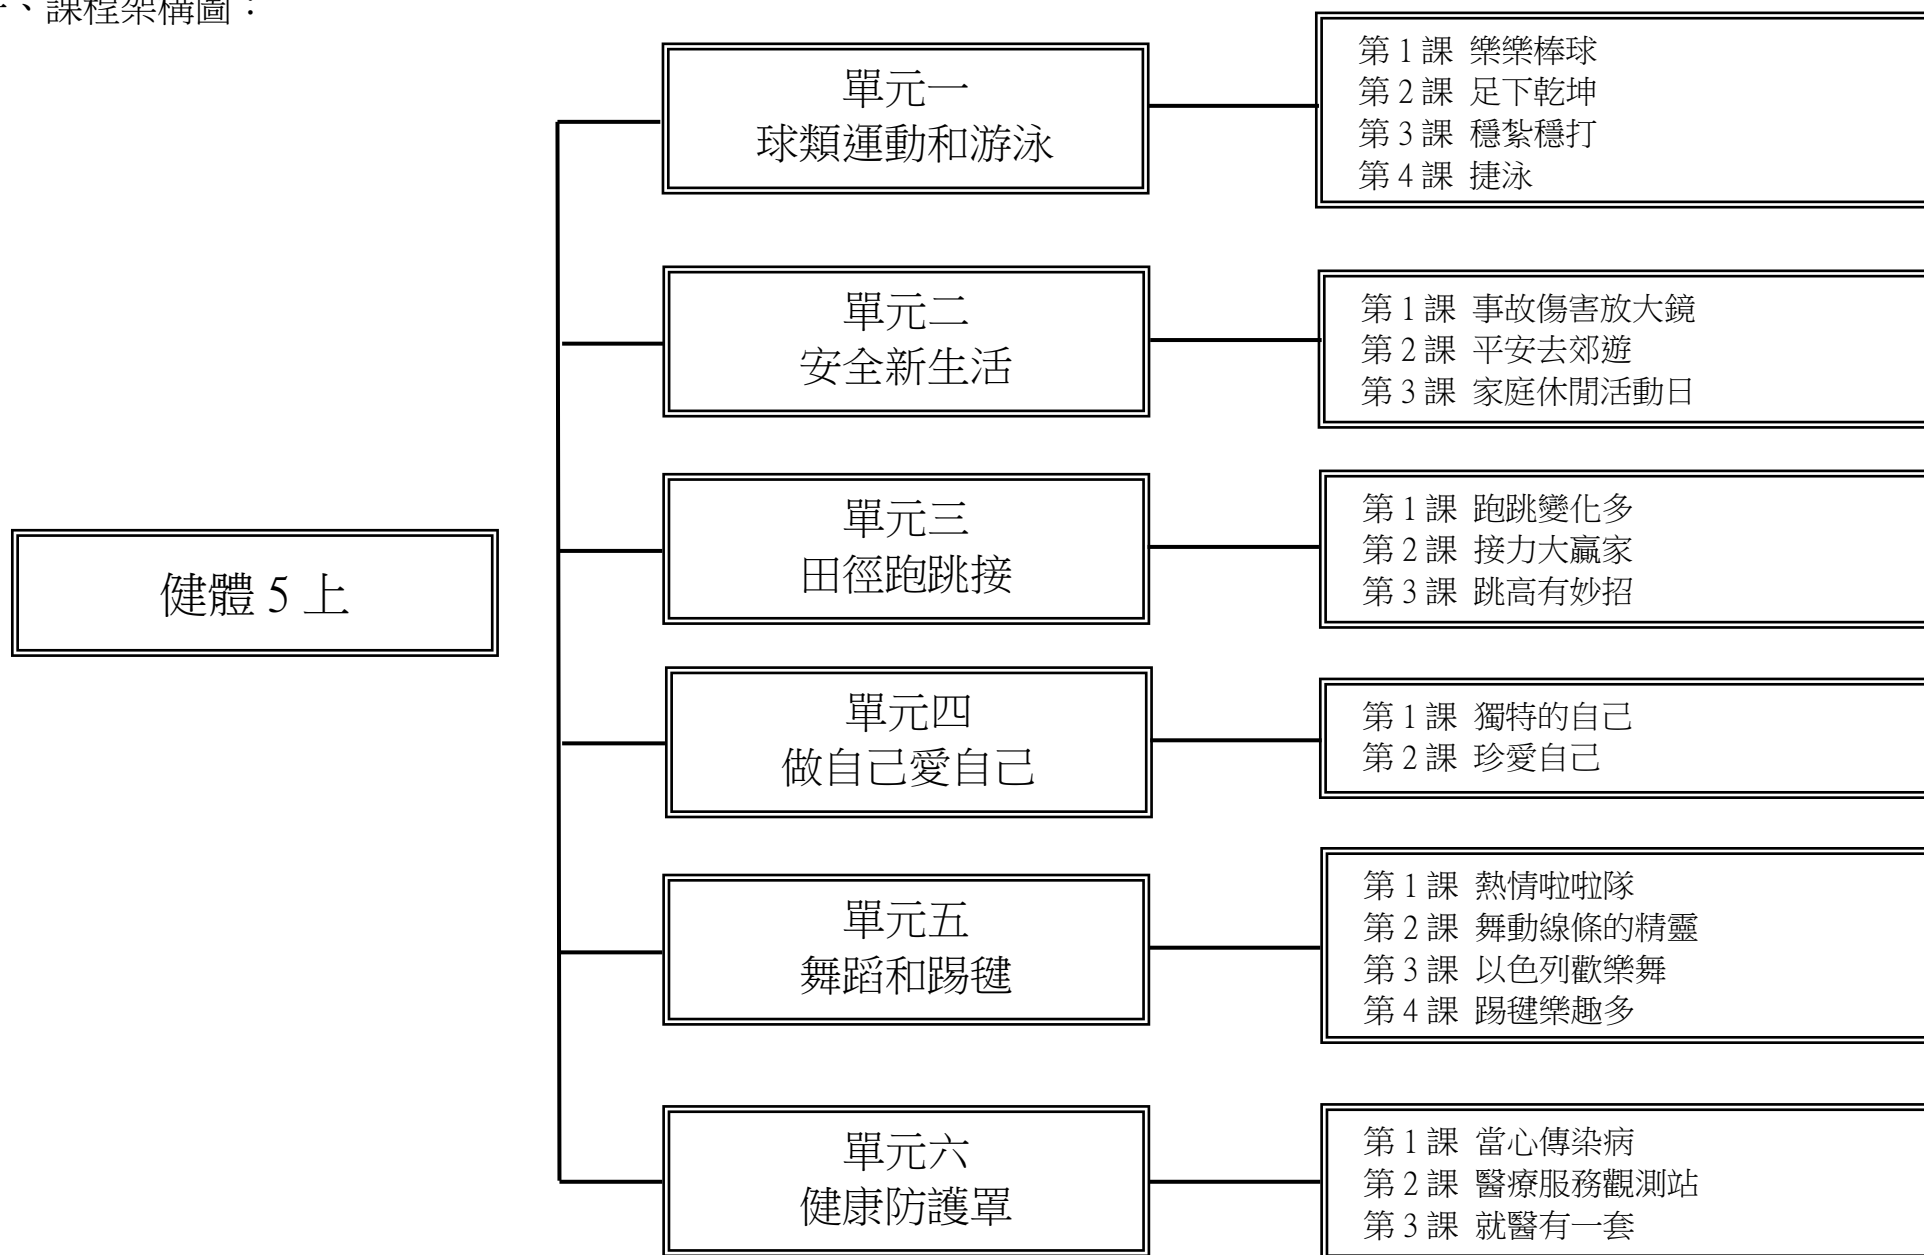 、課程架構圖：
單元一
球類運動和游泳
第 1 課 樂樂棒球
第 2 課 足下乾坤
第 3 課 穩紮穩打
第 4 課 捷泳
單元二
安全新生活
第 1 課 事故傷害放大鏡
第 2 課 平安去郊遊
第 3 課 家庭休閒活動日
單元三
田徑跑跳接
第 1 課 跑跳變化多
第 2 課 接力大贏家
第 3 課 跳高有妙招
健體 5 上
單元四
做自己愛自己
第 1 課 獨特的自己
第 2 課 珍愛自己
單元五
舞蹈和踢毽
第 1 課 熱情啦啦隊
第 2 課 舞動線條的精靈
第 3 課 以色列歡樂舞
第 4 課 踢毽樂趣多
單元六
健康防護罩
第 1 課 當心傳染病
第 2 課 醫療服務觀測站
第 3 課 就醫有一套